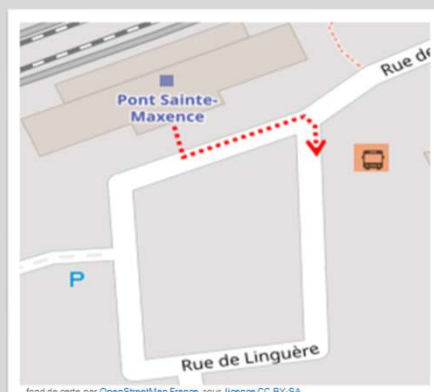 Rue de
Pont Sainte-
Maxence
P
Rue de Linguère
fond de carte par OpenStreetMap France, sous licence CC BY-SA